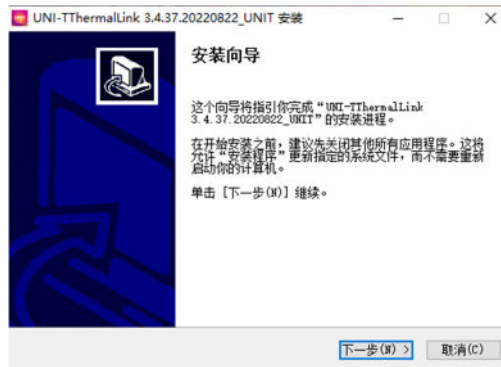 UNI-TThermalLink 3.4.37.20220822_UNIT 安装
安装向导
这个向导将指引你完成“UNI-TThermalLink
3.4.37.20220822_UNIT”的安装进程。
在开始安装之前，建议先关闭其他所有应用程序。这将
允许“安装程序”更新指定的系统文件，而不需要重新
启动你的计算机。
单击 [下一步(N)] 继续。
下一步(N) >
取消(C)